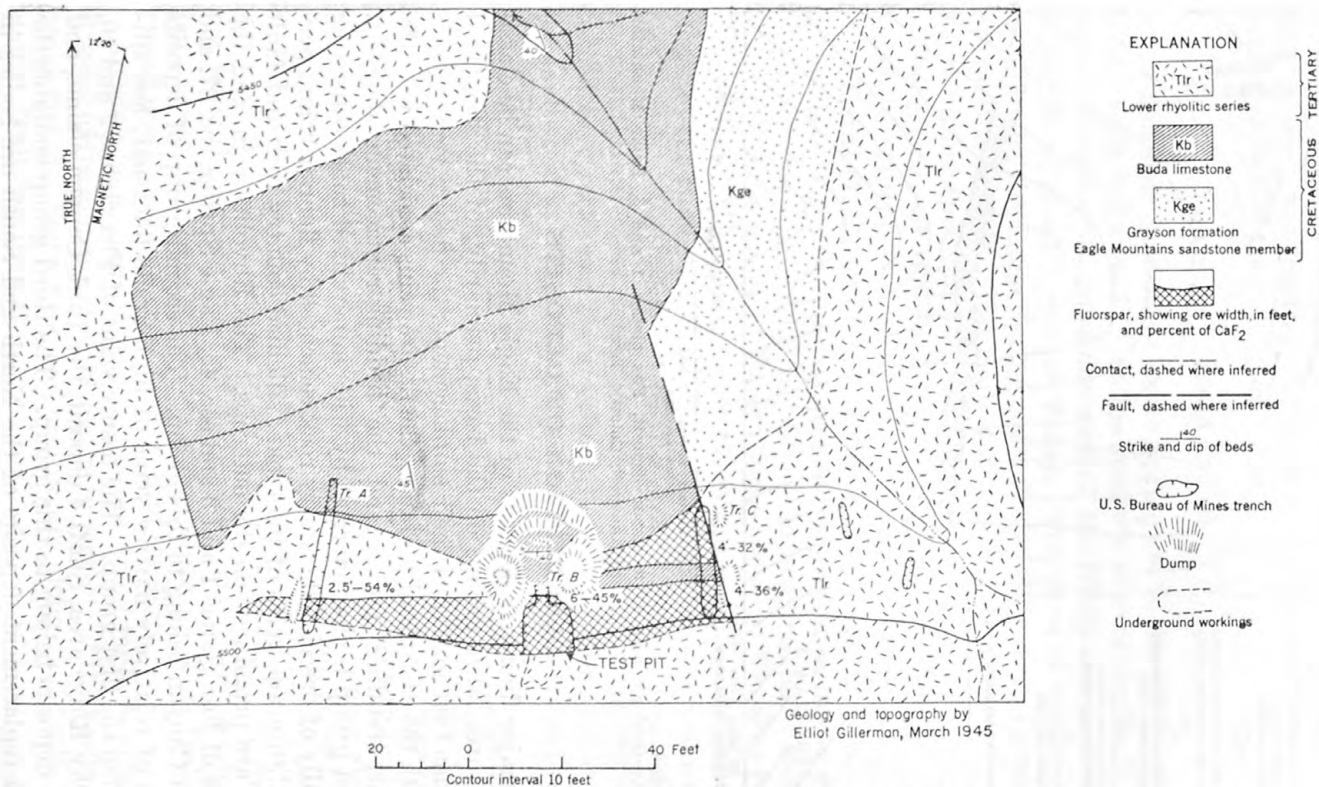 12°20'
TRUE NORTH
MAGNETIC NORTH
5450
Tlr
40
Kb
Kge
Tlr
Kb
45
Tr. A
Tr. C
4–32%
Tlr
2.5'–54%
Tr. B
6–45%
4–36%
Tlr
5500
TEST PIT
Geology and topography by
Elliot Gillerman, March 1945
20 0 40 Feet
Contour interval 10 feet
EXPLANATION
Tlr
Lower rhyolitic series
TERTIARY
Kb
Buda limestone
Kge
Grayson formation
Eagle Mountains sandstone member
CRETACEOUS
Fluorspar, showing ore width, in feet,
and percent of CaF2
Contact, dashed where inferred
Fault, dashed where inferred
40
Strike and dip of beds
U.S. Bureau of Mines trench
Dump
Underground workings